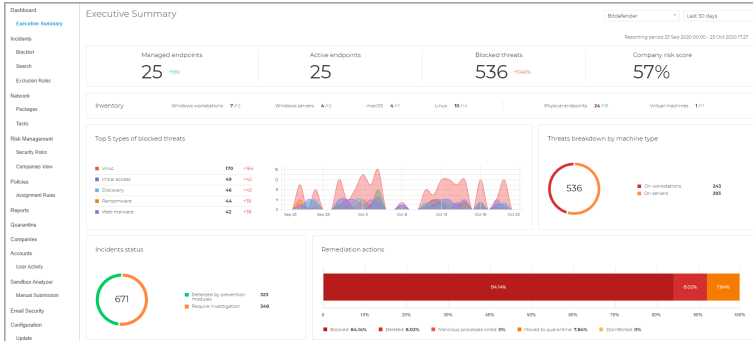 Dashboard
Executive Summary
Incidents
Blocklist
Search
Exclusion Rules
Network
Packages
Tasks
Risk Management
Security Risks
Companies View
Policies
Assignment Rules
Reports
Quarantine
Companies
Accounts
User Activity
Sandbox Analyzer
Manual Submission
Email Security
Configuration
Update
Executive Summary
Bitdefender
Last 30 days
Reporting period 23 Sep 2020 00:00 - 23 Oct 2020 17:27
Managed endpoints
25
Active endpoints
25
Blocked threats
536
Company risk score
57%
Inventory
Windows workstations 7
Windows servers 4
macOS 4
Linux 10
Physical endpoints 24
Virtual machines 1
Top 5 types of blocked threats
Virus 170 +164
Initial access 49 +42
Discovery 46 +43
Ransomware 44
Web malware 42
Sep 23 Sep 28 Oct 3 Oct 8 Oct 13 Oct 18 Oct 23
Threats breakdown by machine type
536
On workstations 243
On servers 293
Incidents status
671
Detected by prevention modules 323
Require investigation 348
Remediation actions
84.14% 8.02% 7.84%
0 10% 20% 30% 40% 50% 60% 70% 80% 90% 100%
Blocked: 84.14% Deleted: 8.02% Malicious processes killed: 0% Moved to quarantine: 7.84% Disinfected: 0%